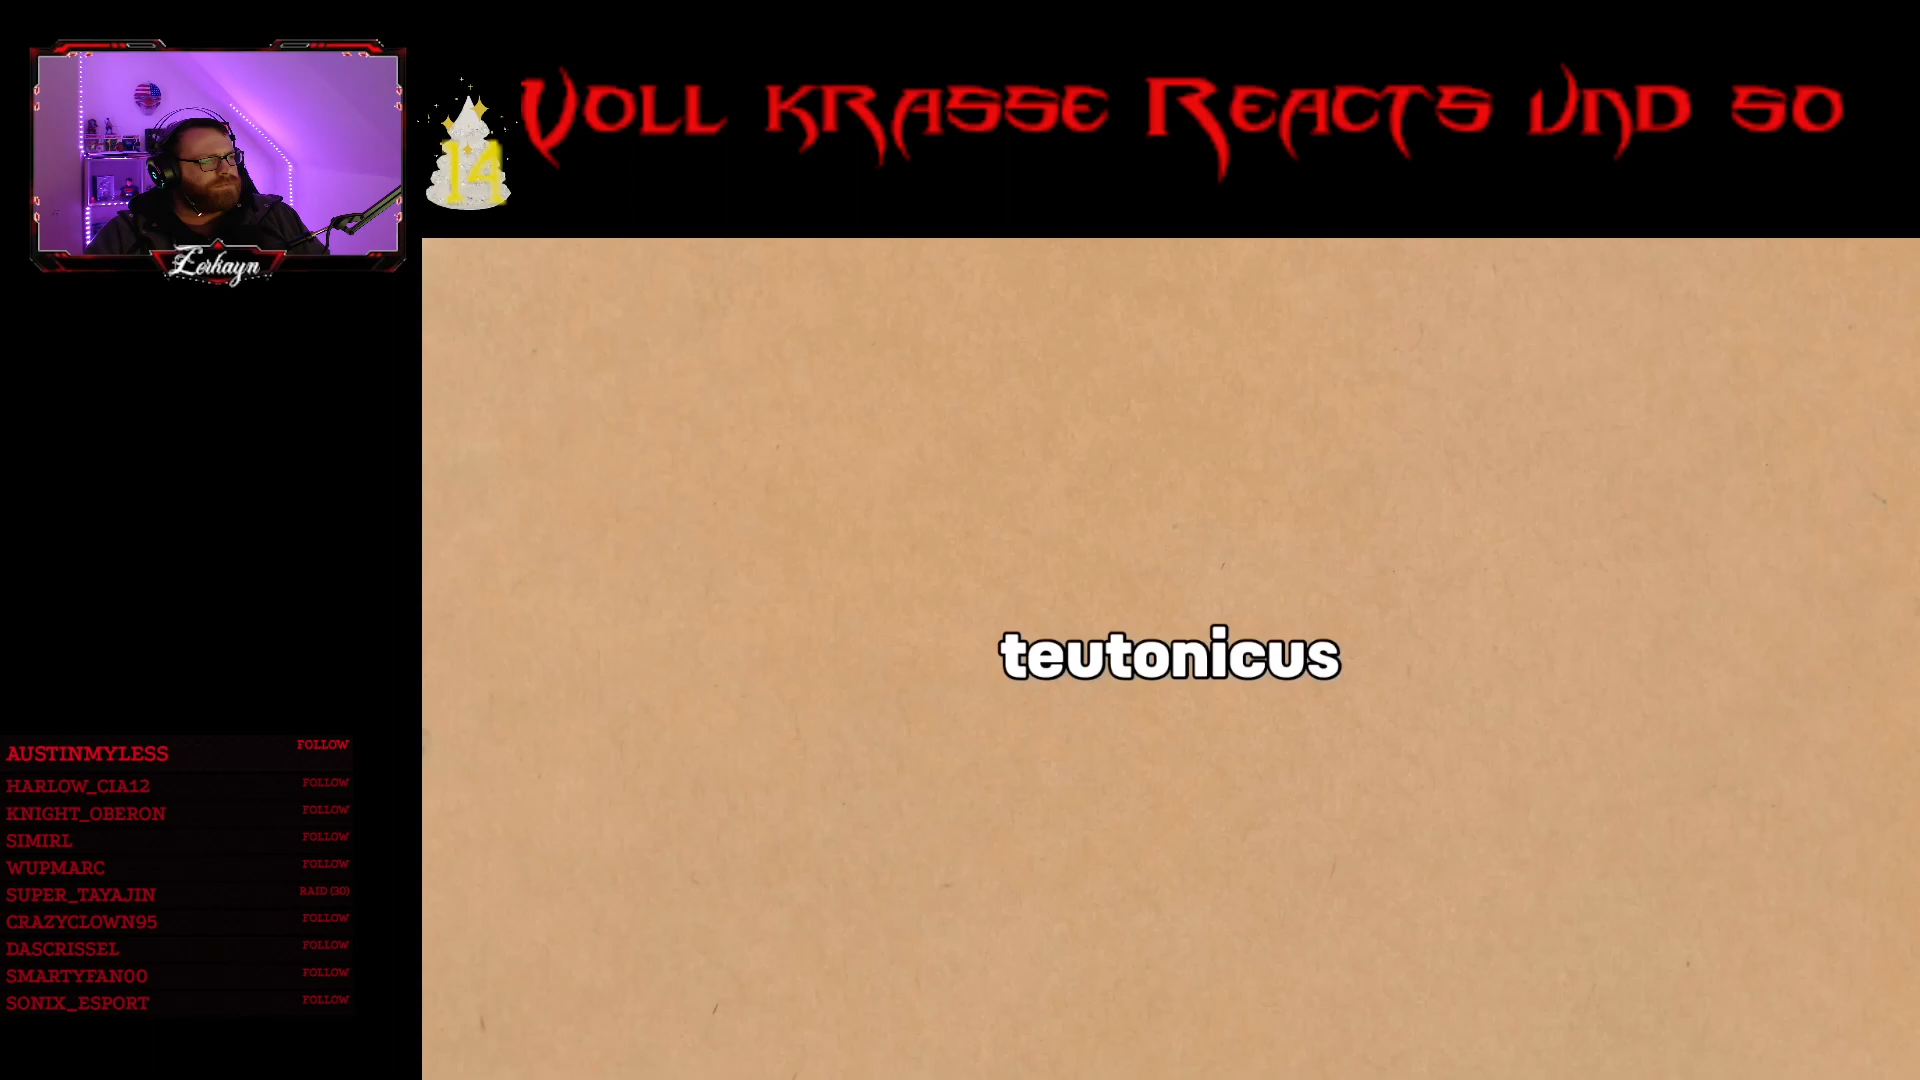 Voll krasse Reacts und so
14
Zerkayn
teutonicus
AUSTINMYLESS FOLLOW
HARLOW_CIA12 FOLLOW
KNIGHT_OBERON FOLLOW
SIMIRL FOLLOW
WUPMARC FOLLOW
SUPER_TAYAJIN RAID (30)
CRAZYCLOWN95 FOLLOW
DASCRISSEL FOLLOW
SMARTYFAN00 FOLLOW
SONIX_ESPORT FOLLOW